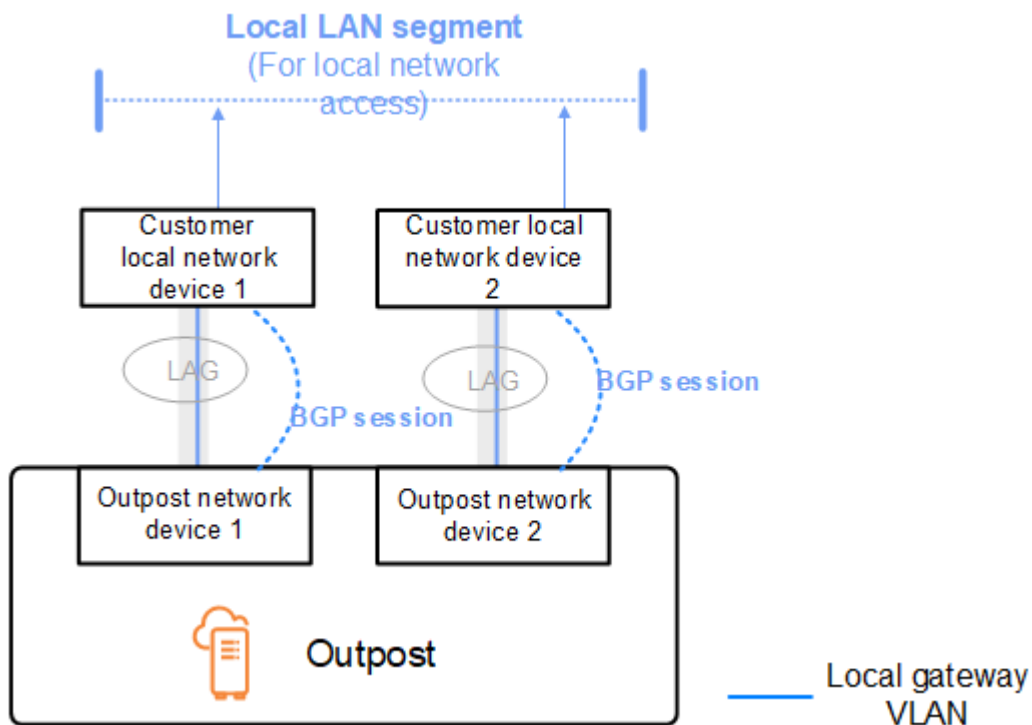 Local LAN segment
(For local network
access)
Customer
local network
device 1
Customer local
network device
2
LAG
LAG
BGP session
BGP session
Outpost network
device 1
Outpost network
device 2
Outpost
Local gateway
VLAN